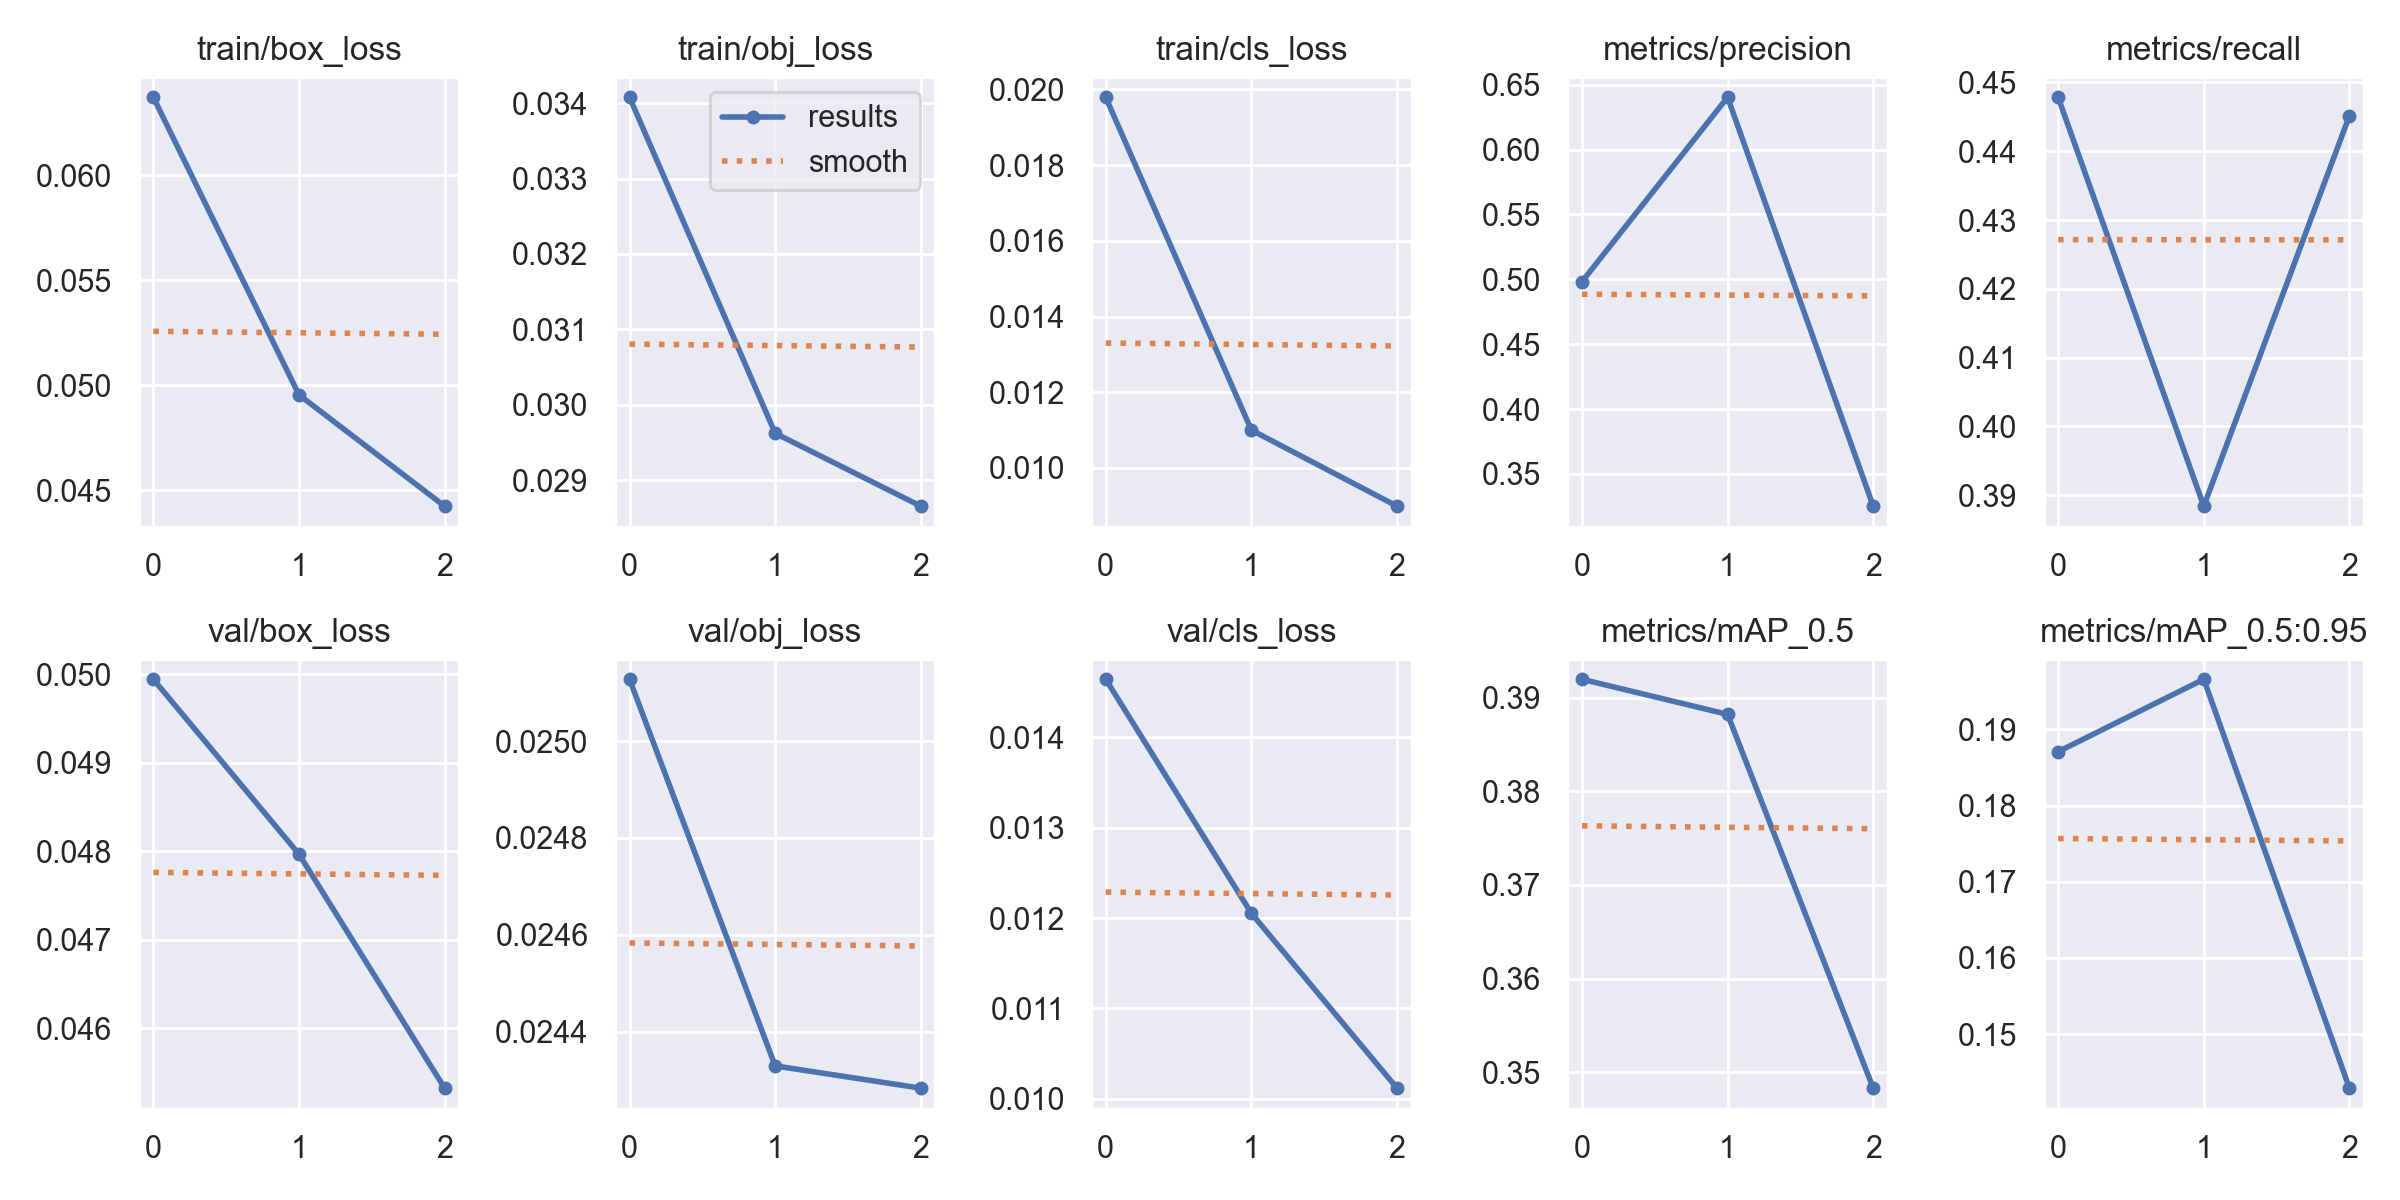 train/box_loss
0.060
0.055
0.050
0.045
0 1 2
train/obj_loss
results
smooth
0.034
0.033
0.032
0.031
0.030
0.029
0 1 2
train/cls_loss
0.020
0.018
0.016
0.014
0.012
0.010
0 1 2
metrics/precision
0.65
0.60
0.55
0.50
0.45
0.40
0.35
0 1 2
metrics/recall
0.45
0.44
0.43
0.42
0.41
0.40
0.39
0 1 2
val/box_loss
0.050
0.049
0.048
0.047
0.046
0 1 2
val/obj_loss
0.0250
0.0248
0.0246
0.0244
0 1 2
val/cls_loss
0.014
0.013
0.012
0.011
0.010
0 1 2
metrics/mAP_0.5
0.39
0.38
0.37
0.36
0.35
0 1 2
metrics/mAP_0.5:0.95
0.19
0.18
0.17
0.16
0.15
0 1 2